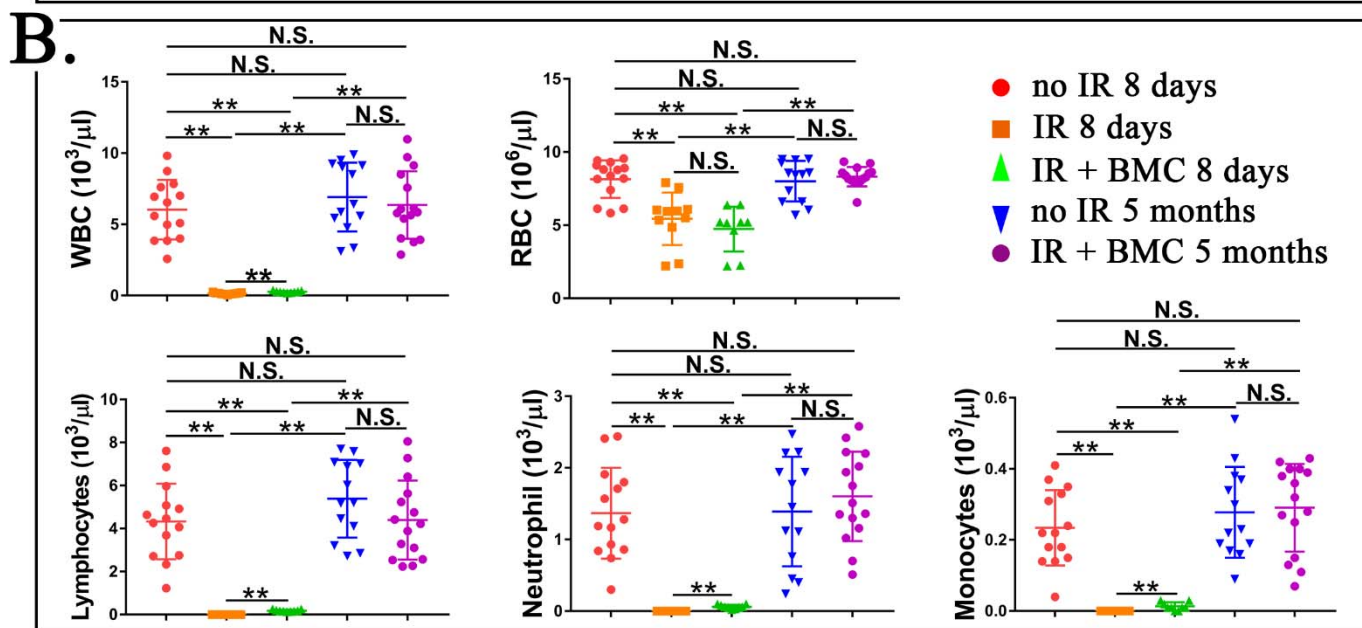 B.
N.S.
N.S.
** **
** ** N.S.
**
WBC (10³/µl)
15
10
5
0
N.S.
N.S.
** **
** ** N.S.
N.S.
RBC (10⁶/µl)
15
10
5
0
no IR 8 days
IR 8 days
IR + BMC 8 days
no IR 5 months
IR + BMC 5 months
N.S.
N.S.
** **
** ** N.S.
**
Lymphocytes (10³/µl)
10
8
6
4
2
0
N.S.
N.S.
** **
** ** N.S.
**
Neutrophil (10³/µl)
3
2
1
0
N.S.
N.S.
**
** N.S.
**
**
**
Monocytes (10³/µl)
0.6
0.4
0.2
0.0